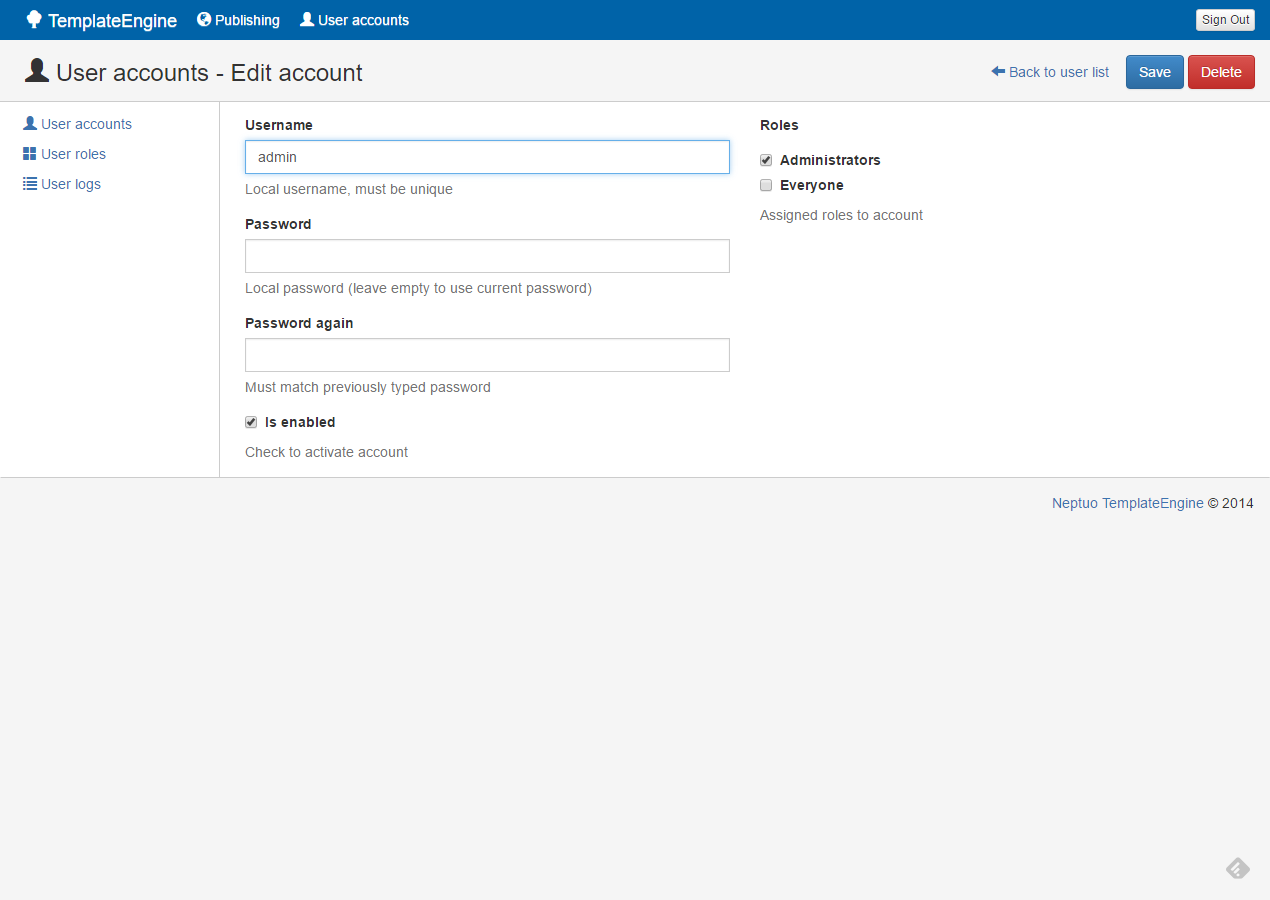 TemplateEngine Publishing User accounts Sign Out
User accounts - Edit account Back to user list Save Delete
User accounts
User roles
User logs
Username
admin
Local username, must be unique
Password
Local password (leave empty to use current password)
Password again
Must match previously typed password
Is enabled
Check to activate account
Roles
Administrators
Everyone
Assigned roles to account
Neptuo TemplateEngine © 2014